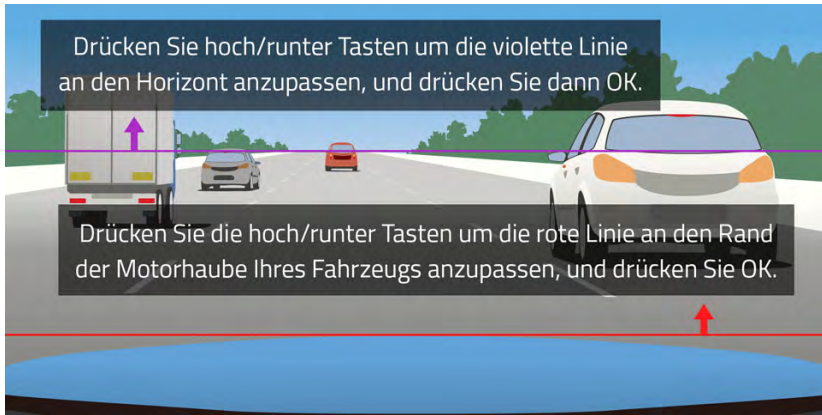 Drücken Sie hoch/runter Tasten um die violette Linie
an den Horizont anzupassen, und drücken Sie dann OK.
Drücken Sie die hoch/runter Tasten um die rote Linie an den Rand
der Motorhaube Ihres Fahrzeugs anzupassen, und drücken Sie OK.